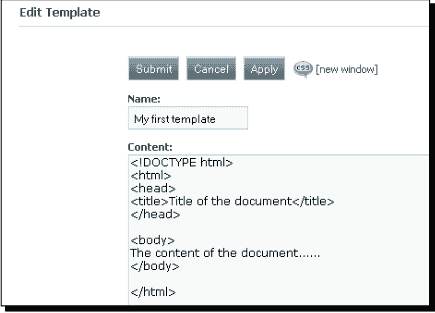 Edit Template
Submit Cancel Apply css [new window]
Name:
My first template
Content:
<!DOCTYPE html>
<html>
<head>
<title>Title of the document</title>
</head>
<body>
The content of the document......
</body>
</html>